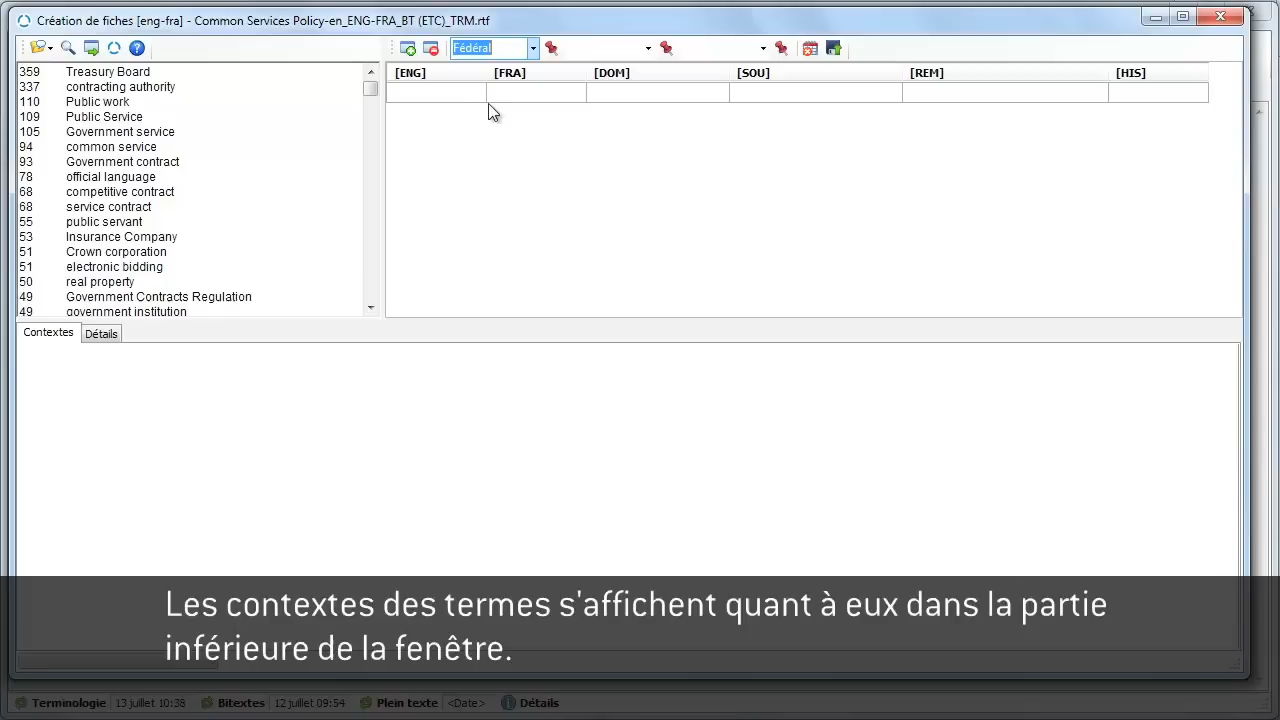 Création de fiches [eng-fra] - Common Services Policy-en_ENG-FRA_BT (ETC)_TRM.rtf
Fédéral
359 Treasury Board
337 contracting authority
110 Public work
109 Public Service
105 Government service
94 common service
93 Government contract
78 official language
68 competitive contract
68 service contract
55 public servant
53 Insurance Company
51 Crown corporation
51 electronic bidding
50 real property
49 Government Contracts Regulation
49 government institution
[ENG] [FRA] [DOM] [SOU] [REM] [HIS]
Contextes Détails
Les contextes des termes s'affichent quant à eux dans la partie
inférieure de la fenêtre.
Terminologie 13 juillet 10:38 Bitextes 12 juillet 09:54 Plein texte <Date> Détails